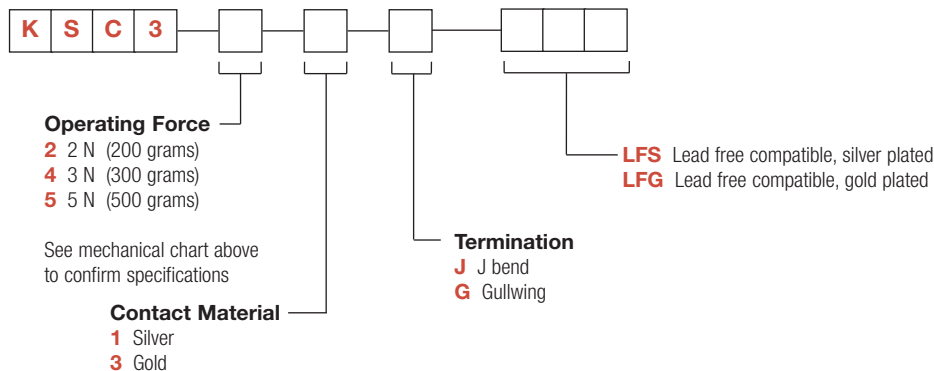 K S C 3
Operating Force
2 2 N (200 grams)
4 3 N (300 grams)
5 5 N (500 grams)
See mechanical chart above
to confirm specifications
Contact Material
1 Silver
3 Gold
Termination
J J bend
G Gullwing
LFS Lead free compatible, silver plated
LFG Lead free compatible, gold plated